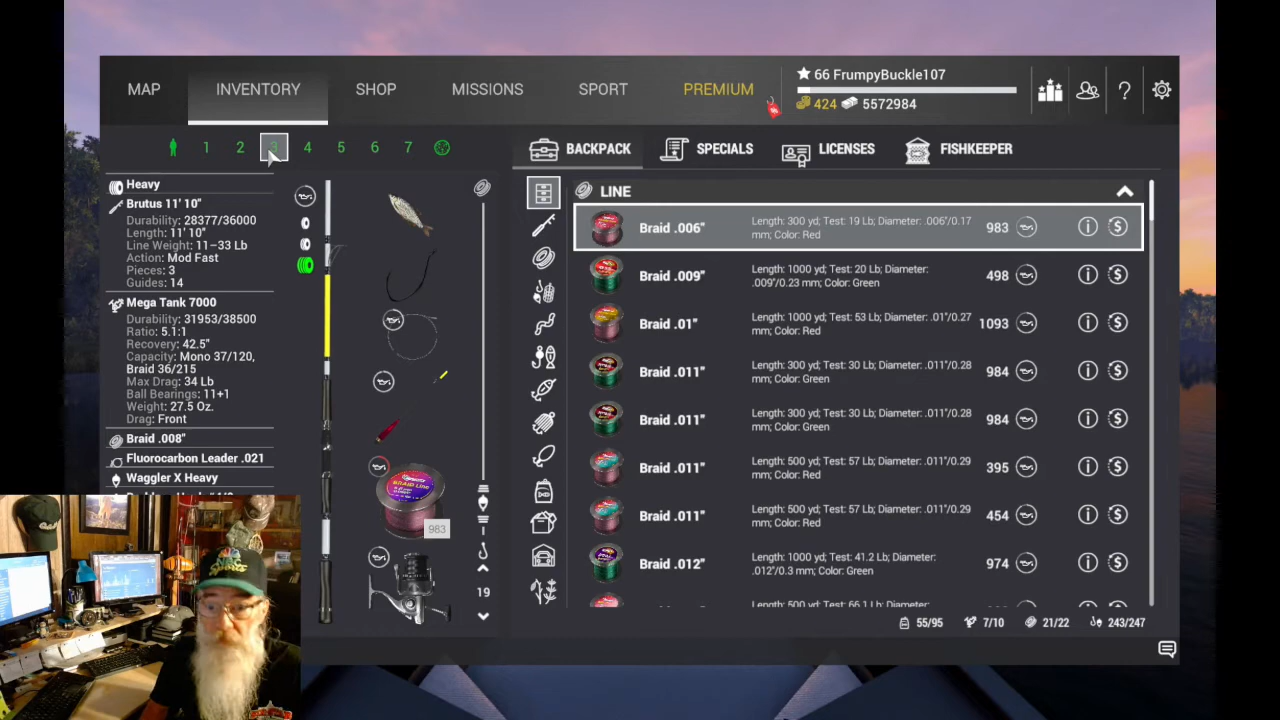 MAP
INVENTORY
SHOP
MISSIONS
SPORT
PREMIUM
66 FrumpyBuckle107
424 5572984
1 2 3 4 5 6 7
BACKPACK
SPECIALS
LICENSES
FISHKEEPER
Heavy
Brutus 11' 10"
Durability: 28377/36000
Length: 11' 10"
Line Weight: 11–33 Lb
Action: Mod Fast
Pieces: 3
Guides: 14
Mega Tank 7000
Durability: 31953/38500
Ratio: 5.1:1
Recovery: 42.5"
Capacity: Mono 37/120,
Braid 36/215
Max Drag: 34 Lb
Ball Bearings: 11+1
Weight: 27.5 Oz.
Drag: Front
Braid .008"
Fluorocarbon Leader .021
Waggler X Heavy
BRAID LINE
983
19
LINE
Braid .006" Length: 300 yd; Test: 19 Lb; Diameter: .006"/0.17 983
mm; Color: Red
Braid .009" Length: 1000 yd; Test: 20 Lb; Diameter: 498
.009"/0.23 mm; Color: Green
Braid .01" Length: 1000 yd; Test: 53 Lb; Diameter: .01"/0.27 1093
mm; Color: Red
Braid .011" Length: 300 yd; Test: 30 Lb; Diameter: .011"/0.28 984
mm; Color: Green
Braid .011" Length: 300 yd; Test: 30 Lb; Diameter: .011"/0.28 984
mm; Color: Green
Braid .011" Length: 500 yd; Test: 57 Lb; Diameter: .011"/0.29 395
mm; Color: Red
Braid .011" Length: 500 yd; Test: 57 Lb; Diameter: .011"/0.29 454
mm; Color: Red
Braid .012" Length: 1000 yd; Test: 41.2 Lb; Diameter: 974
.012"/0.3 mm; Color: Green
55/95 7/10 21/22 243/247